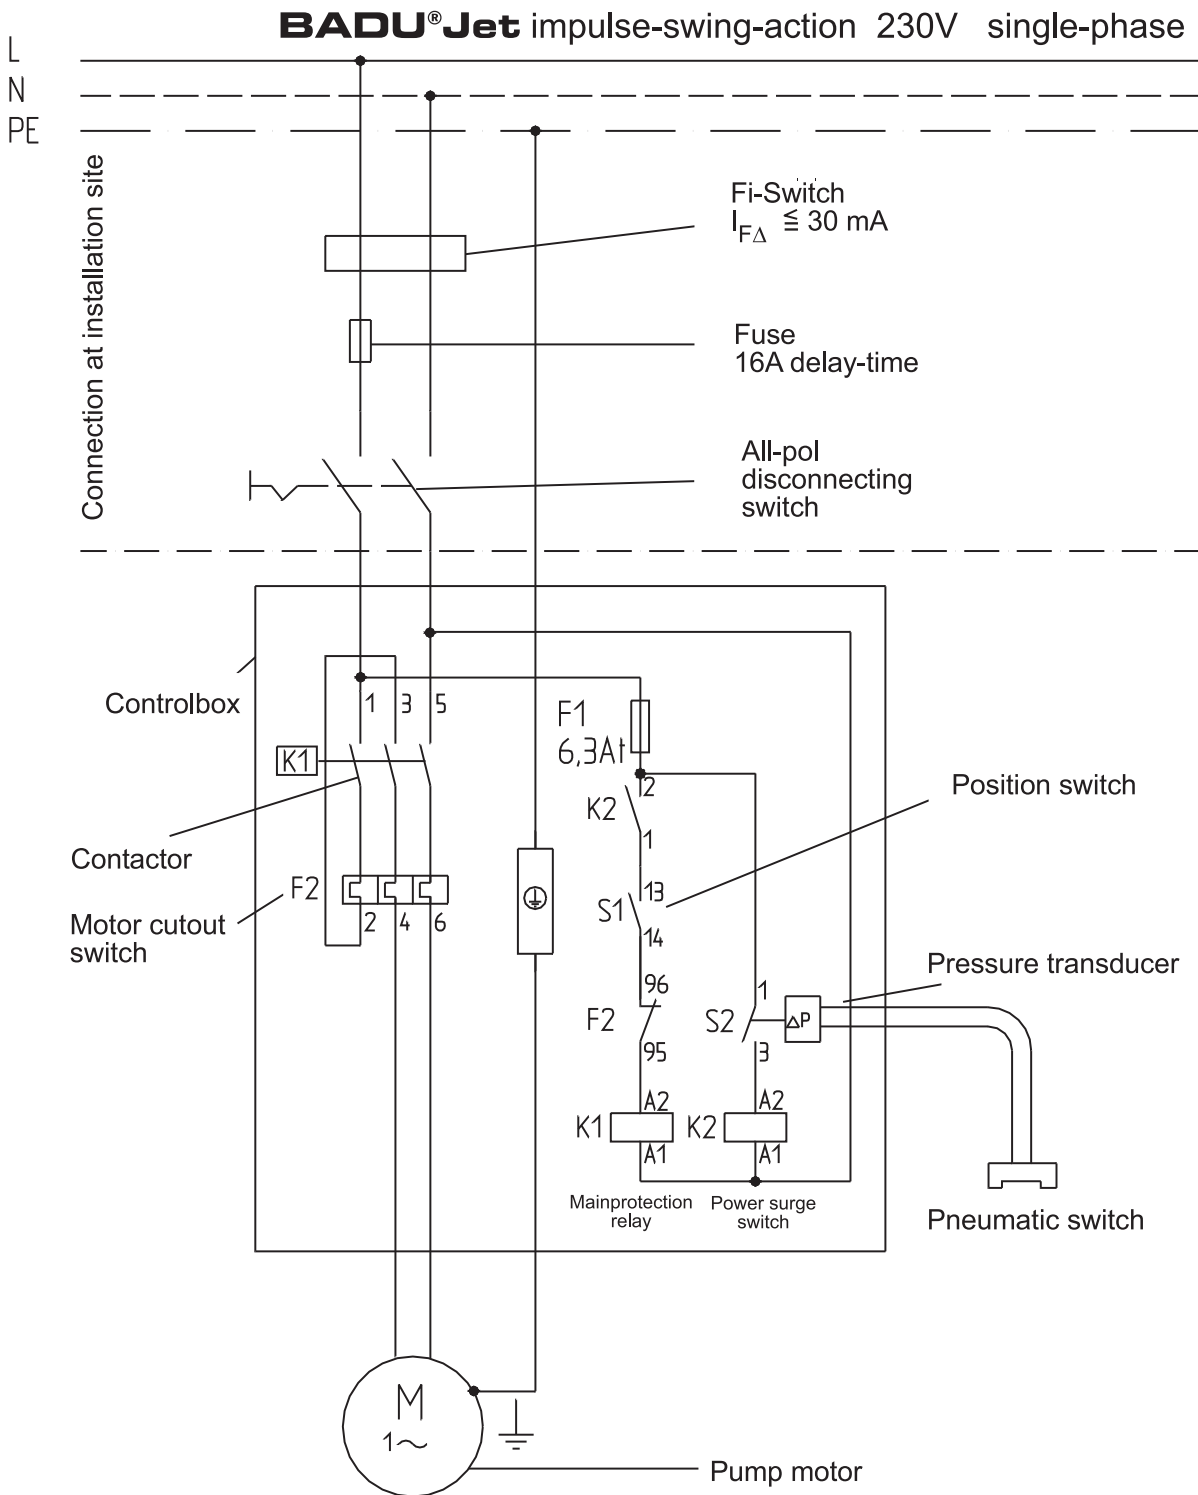 BADU®Jet impulse-swing-action 230V single-phase
L
N
PE
Connection at installation site
Fi-Switch
I FΔ ≦ 30 mA
Fuse
16A delay-time
All-pol
disconnecting
switch
Controlbox
1 3 5
F1
6,3At
K1
2
K2
1
Position switch
Contactor
F2
13
S1
14
Motor cutout
switch
2 4 6
Pressure transducer
96
F2
95
1
S2
3
ΔP
A2
K1
A1
A2
K2
A1
Mainprotection
relay
Power surge
switch
Pneumatic switch
M
1~
Pump motor